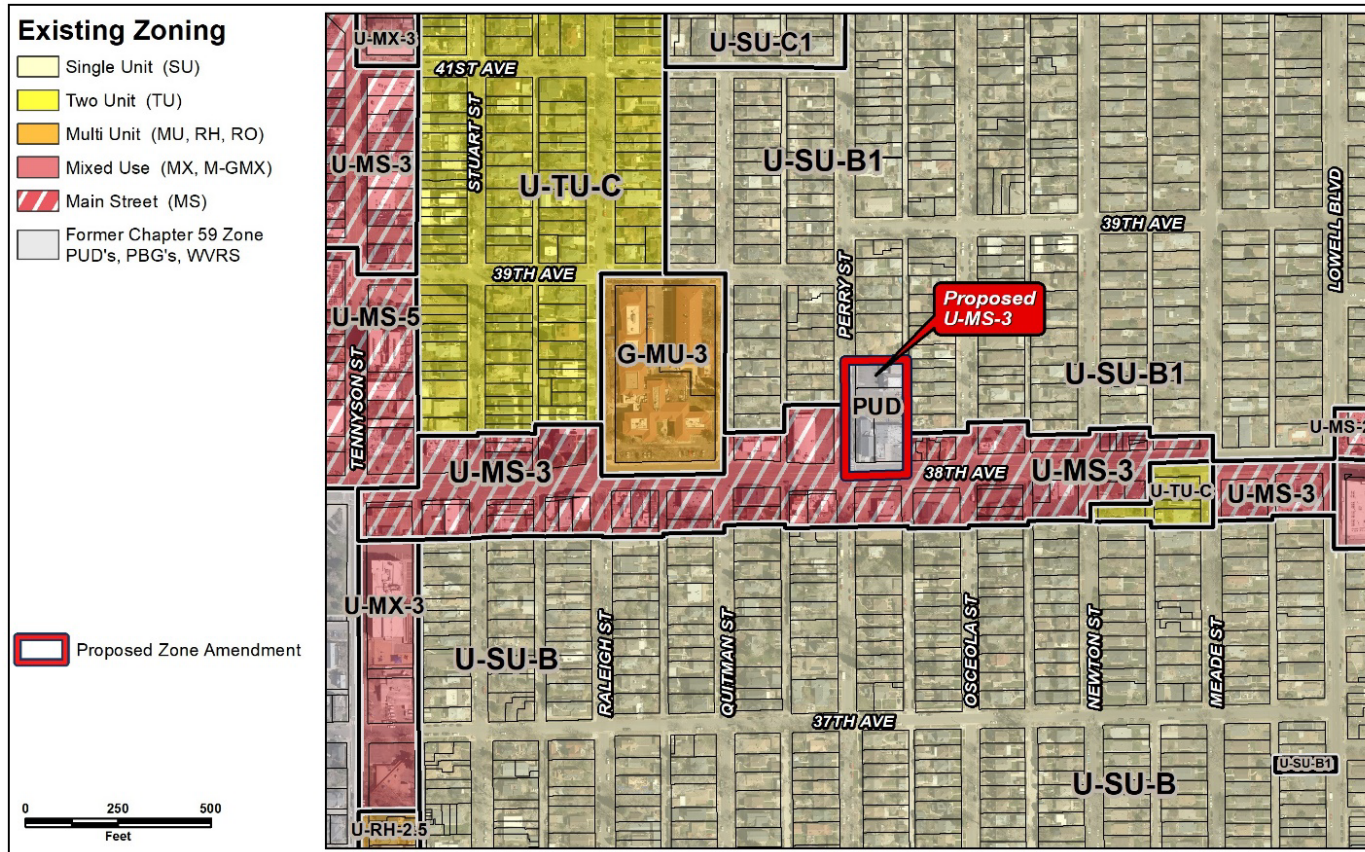 Existing Zoning
Single Unit (SU)
Two Unit (TU)
Multi Unit (MU, RH, RO)
Mixed Use (MX, M-GMX)
Main Street (MS)
Former Chapter 59 Zone
PUD's, PBG's, WVRS
Proposed Zone Amendment
0 250 500
Feet
U-MX-3
U-SU-C1
41ST AVE
STUART ST
U-MS-3
U-TU-C
U-SU-B1
LOWELL BLVD
39TH AVE
39TH AVE
PERRY ST
Proposed
U-MS-3
U-MS-5
TENNYSON ST
G-MU-3
U-SU-B1
PUD
U-MS-3
38TH AVE
U-MS-3
U-TU-C
U-MS-3
U-MX-3
U-SU-B
RALEIGH ST
QUITMAN ST
OSCEOLA ST
NEWTON ST
MEADE ST
37TH AVE
U-SU-B
U-SU-B1
U-RH-2.5